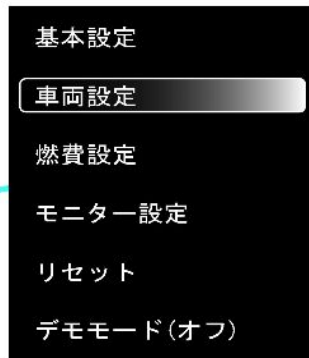 基本設定
車両設定
燃費設定
モニター設定
リセット
デモモード(オフ)